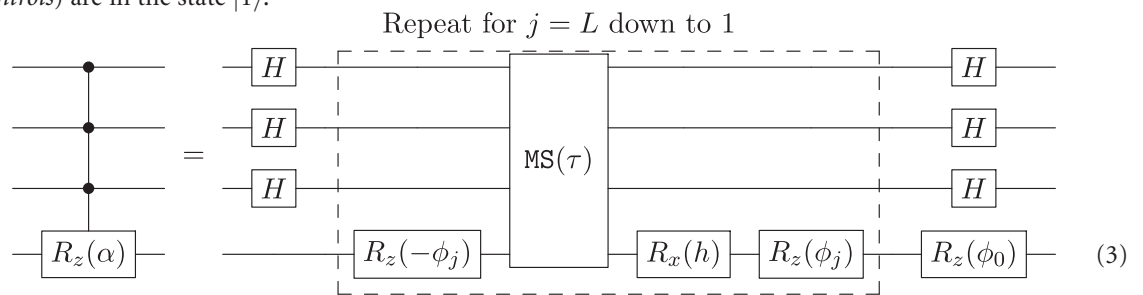 are in the state |1⟩.
Repeat for j = L down to 1
H H
H = MS(τ) H
H H
R_z(α) R_z(−ϕ_j) R_x(h) R_z(ϕ_j) R_z(ϕ_0) (3)